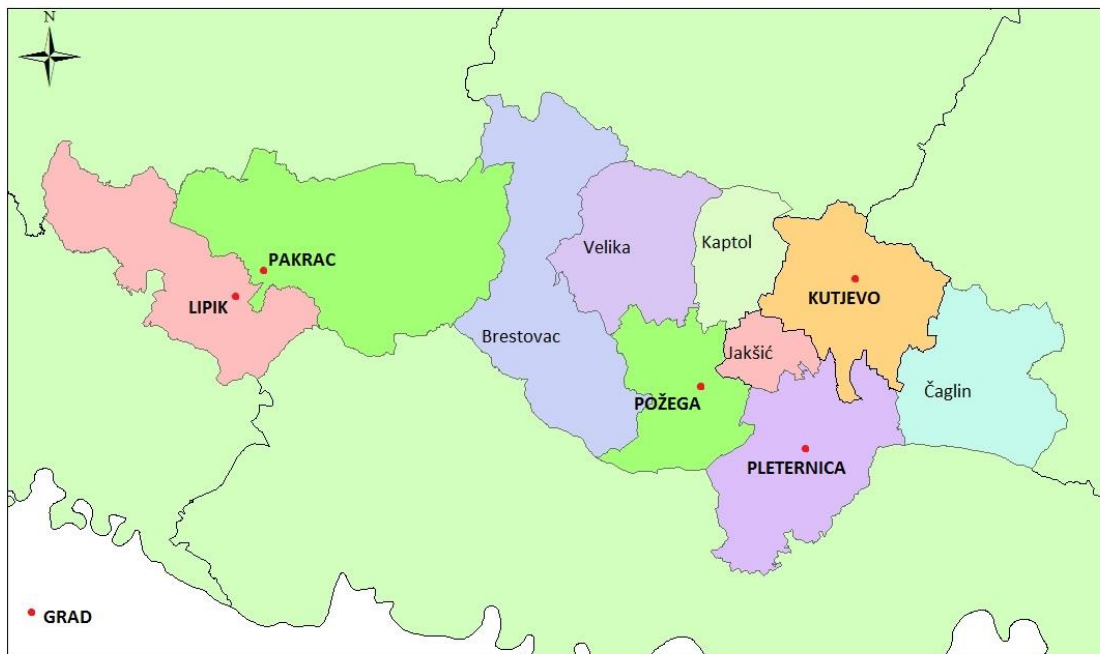 N
Velika
Kaptol
PAKRAC
KUTJEVO
LIPIK
Brestovac
Jakšić
Čaglin
POŽEGA
PLETERNICA
GRAD